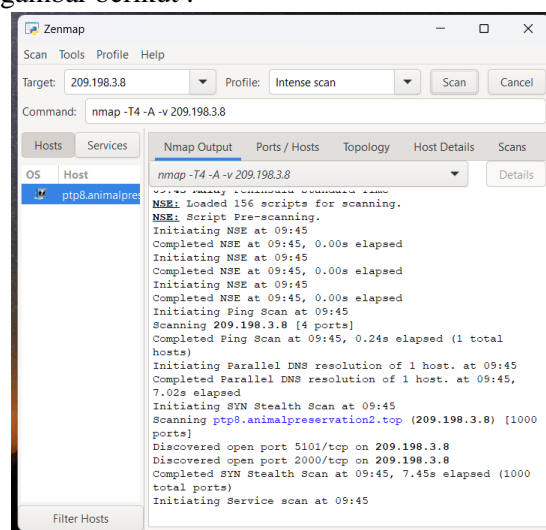 gambar berikut :
Zenmap
Scan Tools Profile Help
Target: 209.198.3.8 Profile: Intense scan Scan Cancel
Command: nmap -T4 -A -v 209.198.3.8
Hosts Services
Nmap Output Ports / Hosts Topology Host Details Scans
OS Host
nmap -T4 -A -v 209.198.3.8 Details
ptp8.animalpres
09:45 Malay Peninsula Standard Time
NSE: Loaded 156 scripts for scanning.
NSE: Script Pre-scanning.
Initiating NSE at 09:45
Completed NSE at 09:45, 0.00s elapsed
Initiating NSE at 09:45
Completed NSE at 09:45, 0.00s elapsed
Initiating NSE at 09:45
Completed NSE at 09:45, 0.00s elapsed
Initiating Ping Scan at 09:45
Scanning 209.198.3.8 [4 ports]
Completed Ping Scan at 09:45, 0.24s elapsed (1 total
hosts)
Initiating Parallel DNS resolution of 1 host. at 09:45
Completed Parallel DNS resolution of 1 host. at 09:45,
7.02s elapsed
Initiating SYN Stealth Scan at 09:45
Scanning ptp8.animalpreservation2.top (209.198.3.8) [1000
ports]
Discovered open port 5101/tcp on 209.198.3.8
Discovered open port 2000/tcp on 209.198.3.8
Completed SYN Stealth Scan at 09:45, 7.45s elapsed (1000
total ports)
Initiating Service scan at 09:45
Filter Hosts